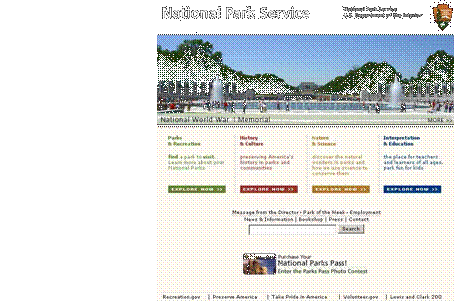 National Park Service
National Park Service
U.S. Department of the Interior
National World War II Memorial
MORE >>
Parks
& Recreation
History
& Culture
Nature
& Science
Interpretation
& Education
find a park to visit.
Learn more about your
National Parks
preserving America's
history in parks and
communities
discover the natural
wonders in parks and
how we use science to
conserve them
the place for teachers
and learners of all ages.
park fun for kids
EXPLORE NOW >>
EXPLORE NOW >>
EXPLORE NOW >>
EXPLORE NOW >>
Message from the Director - Park of the Week - Employment
News & Information | Bookshop | Press | Contact
Search
Purchase Your
National Parks Pass!
Enter the Parks Pass Photo Contest
Recreation.gov | Preserve America | Take Pride in America | Volunteer.gov | Lewis and Clark 200